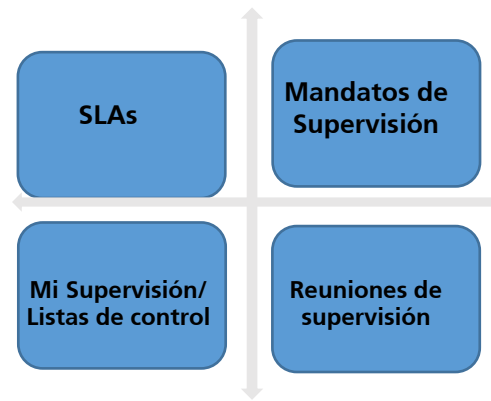 SLAs
Mandatos de
Supervisión
Mi Supervisión/
Listas de control
Reuniones de
supervisión